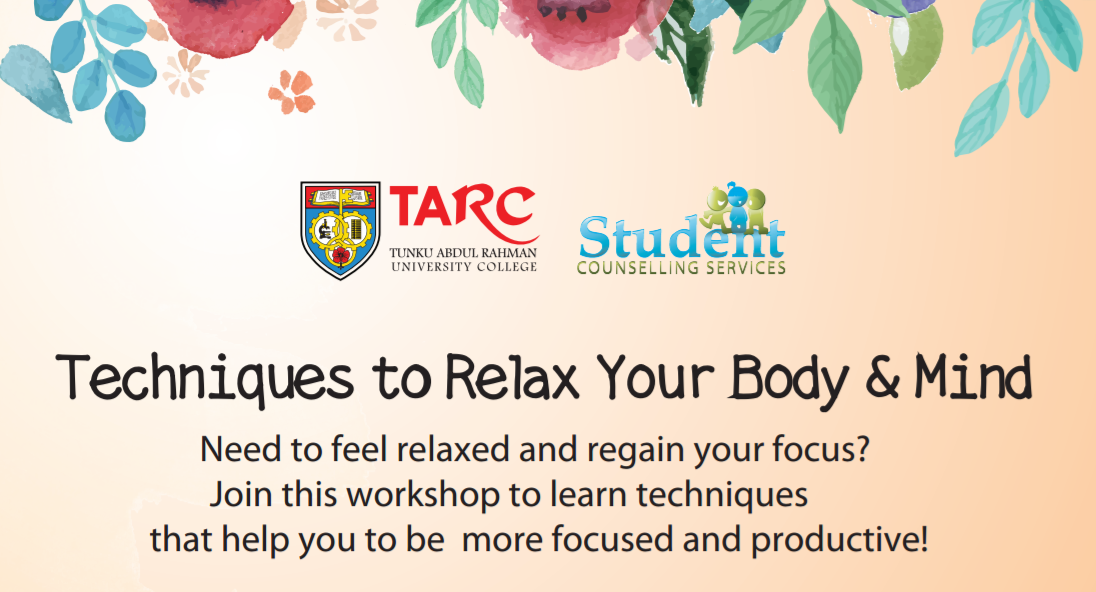 TARC
TUNKU ABDUL RAHMAN
UNIVERSITY COLLEGE
Student
COUNSELLING SERVICES
Techniques to Relax Your Body & Mind
Need to feel relaxed and regain your focus?
Join this workshop to learn techniques
that help you to be more focused and productive!